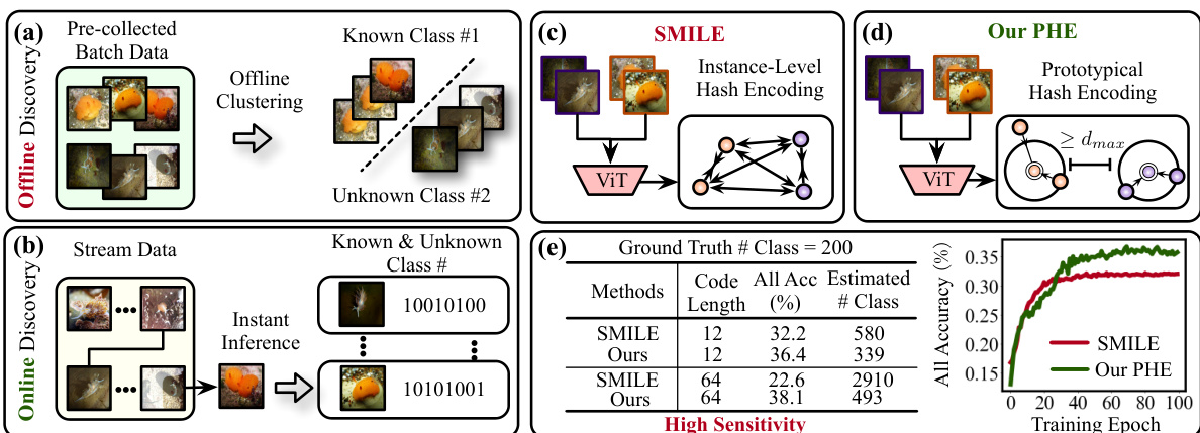 (a)
Pre-collected
Batch Data
Offline
Clustering
Known Class #1
Unknown Class #2
Offline Discovery
(b)
Stream Data
Instant
Inference
Known & Unknown
Class #
10010100
10101001
Online Discovery
(c)
SMILE
Instance-Level
Hash Encoding
ViT
(d)
Our PHE
Prototypical
Hash Encoding
ViT
≥ d_max
(e)
Ground Truth # Class = 200
Methods Code Length All Acc (%) Estimated # Class
SMILE 12 32.2 580
Ours 12 36.4 339
SMILE 64 22.6 2910
Ours 64 38.1 493
High Sensitivity
All Accuracy (%)
0.35
0.30
0.25
0.20
0.15
SMILE
Our PHE
0 20 40 60 80 100
Training Epoch